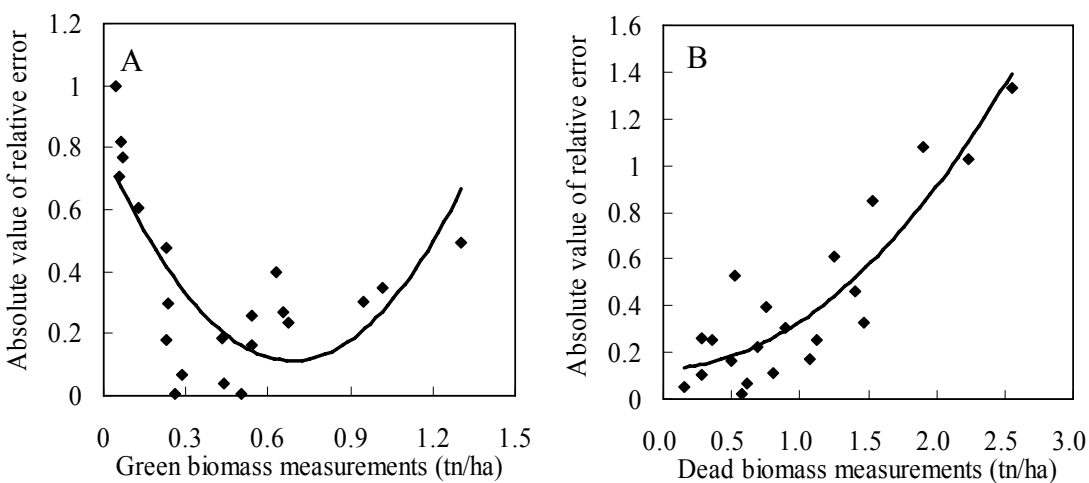 A
Absolute value of relative error
1.2
1
0.8
0.6
0.4
0.2
0
0 0.3 0.6 0.9 1.2 1.5
Green biomass measurements (tn/ha)
B
Absolute value of relative error
1.6
1.4
1.2
1
0.8
0.6
0.4
0.2
0
0.0 0.5 1.0 1.5 2.0 2.5 3.0
Dead biomass measurements (tn/ha)